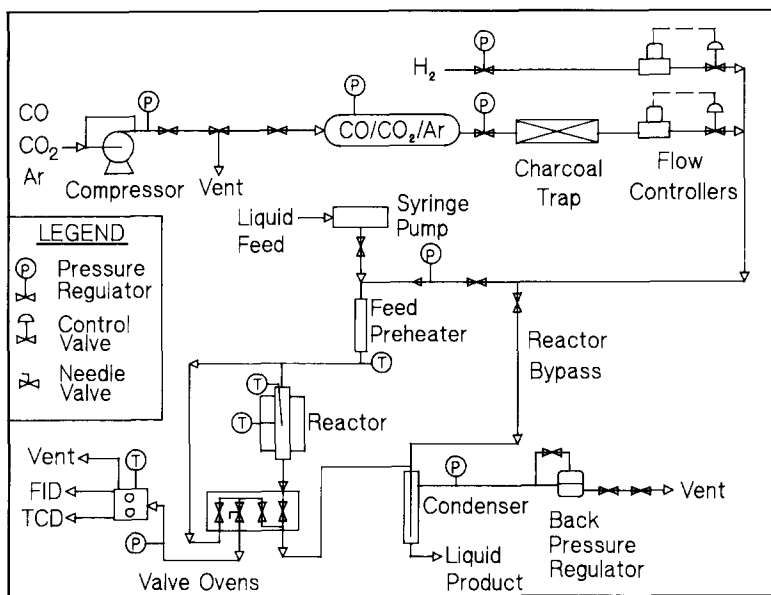 P
H₂
CO
CO₂
Ar
P
P
P
CO/CO₂/Ar
Compressor
Vent
Charcoal
Trap
Flow
Controllers
LEGEND
P
Pressure
Regulator
Control
Valve
Needle
Valve
Liquid
Feed
Syringe
Pump
P
Feed
Preheater
T
Reactor
Bypass
T
T
Reactor
Vent
T
FID
TCD
P
Valve Ovens
P
Condenser
Vent
Back
Pressure
Regulator
Liquid
Product